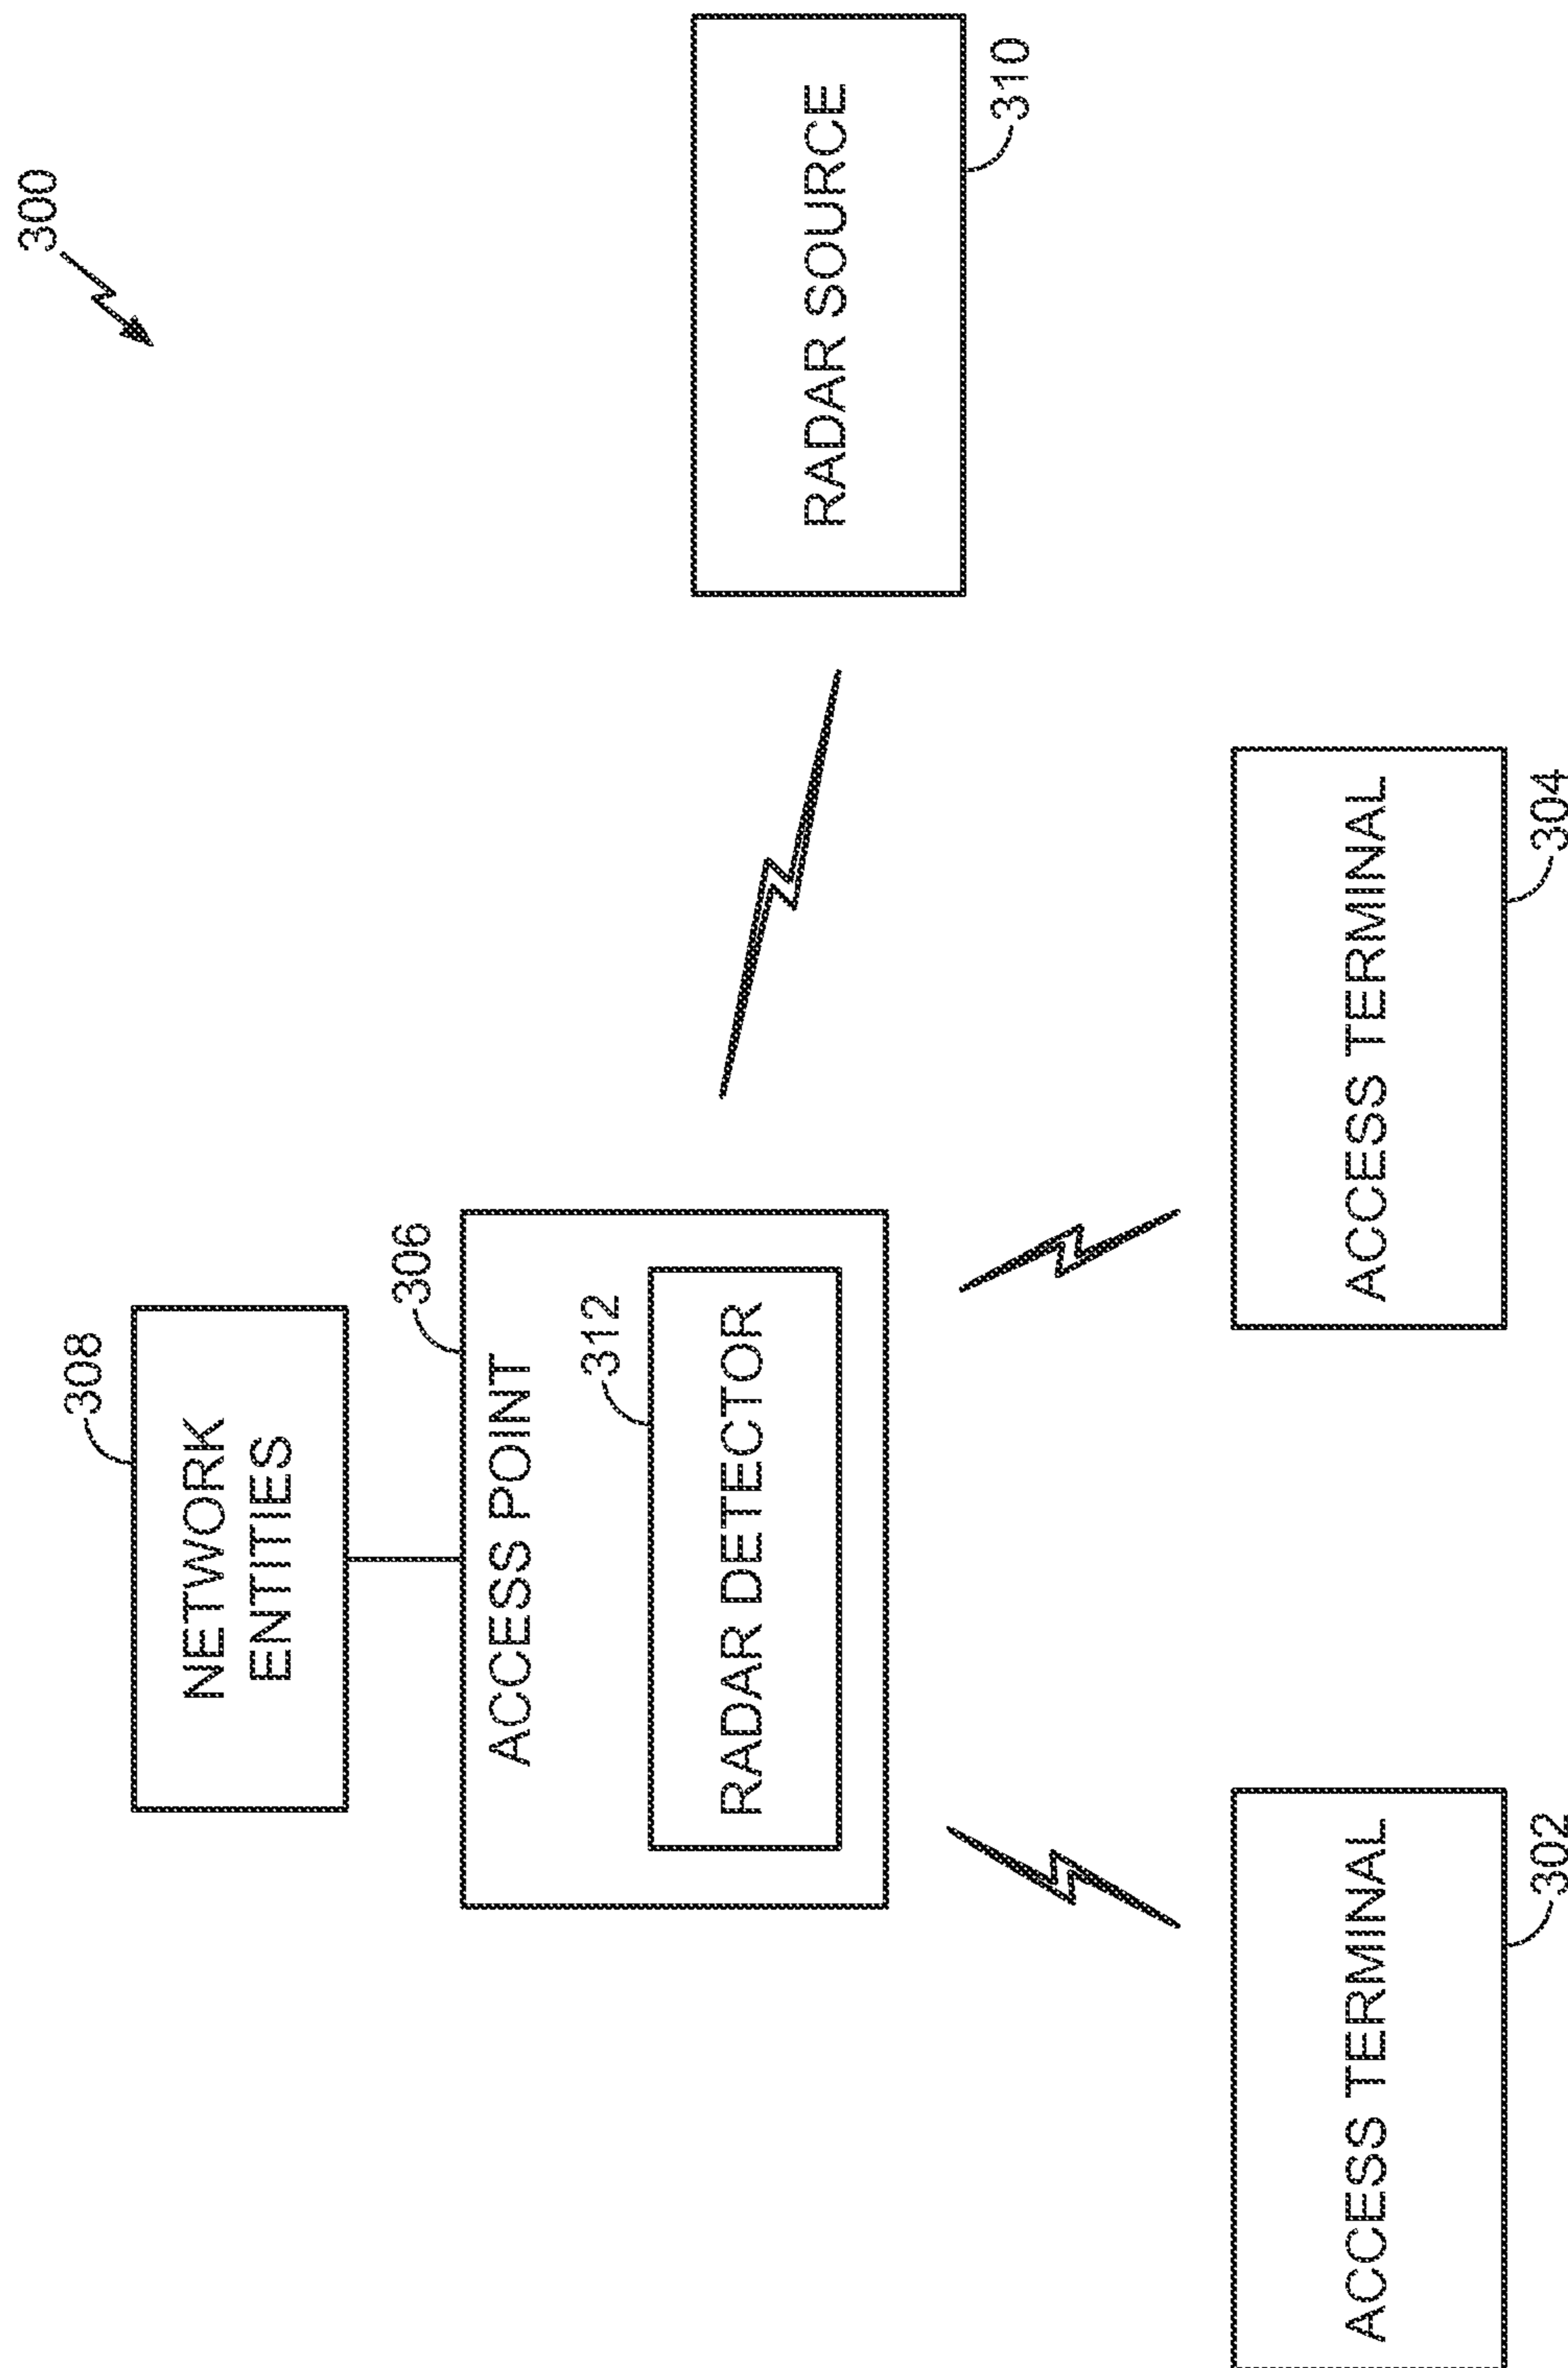 300
308
NETWORK
ENTITIES
306
ACCESS POINT
312
RADAR DETECTOR
RADAR SOURCE
310
ACCESS TERMINAL
302
ACCESS TERMINAL
304